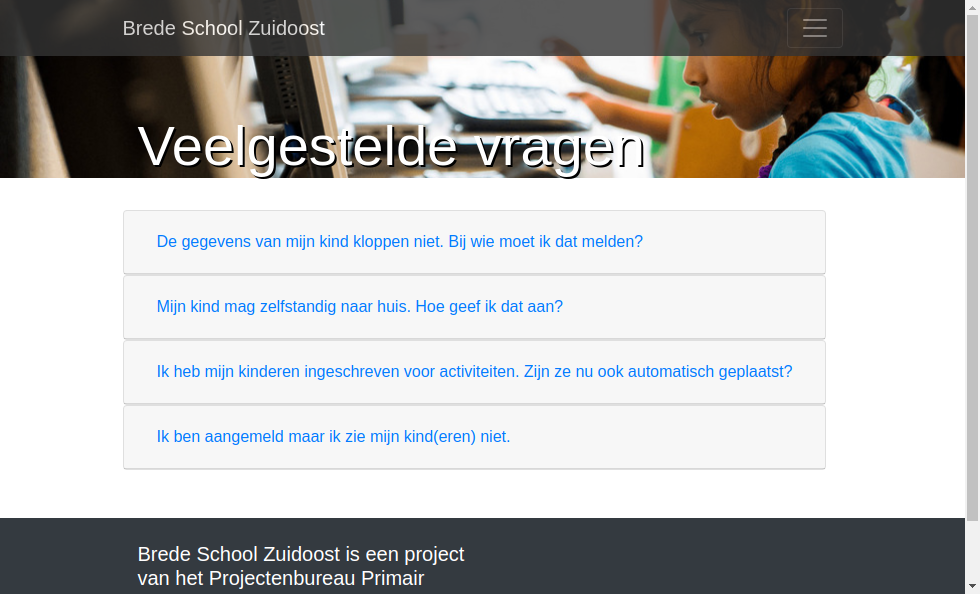 Brede School Zuidoost
Veelgestelde vragen
De gegevens van mijn kind kloppen niet. Bij wie moet ik dat melden?
Mijn kind mag zelfstandig naar huis. Hoe geef ik dat aan?
Ik heb mijn kinderen ingeschreven voor activiteiten. Zijn ze nu ook automatisch geplaatst?
Ik ben aangemeld maar ik zie mijn kind(eren) niet.
Brede School Zuidoost is een project
van het Projectenbureau Primair